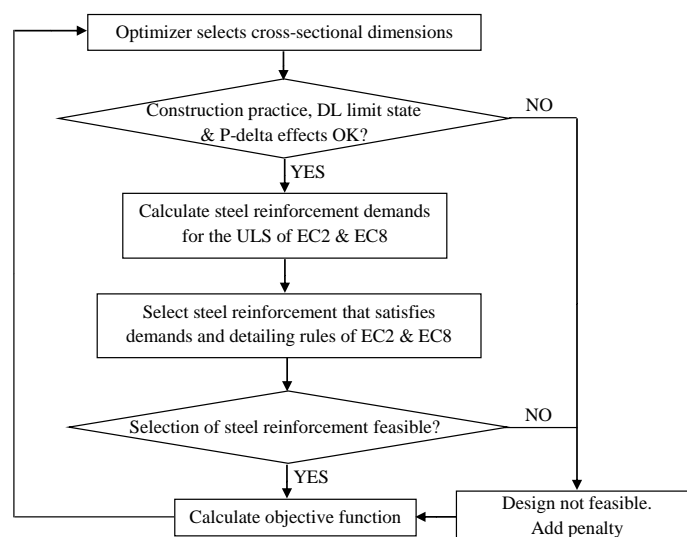 Optimizer selects cross-sectional dimensions
Construction practice, DL limit state
& P-delta effects OK?
NO
YES
Calculate steel reinforcement demands
for the ULS of EC2 & EC8
Select steel reinforcement that satisfies
demands and detailing rules of EC2 & EC8
Selection of steel reinforcement feasible?
NO
YES
Calculate objective function
Design not feasible.
Add penalty